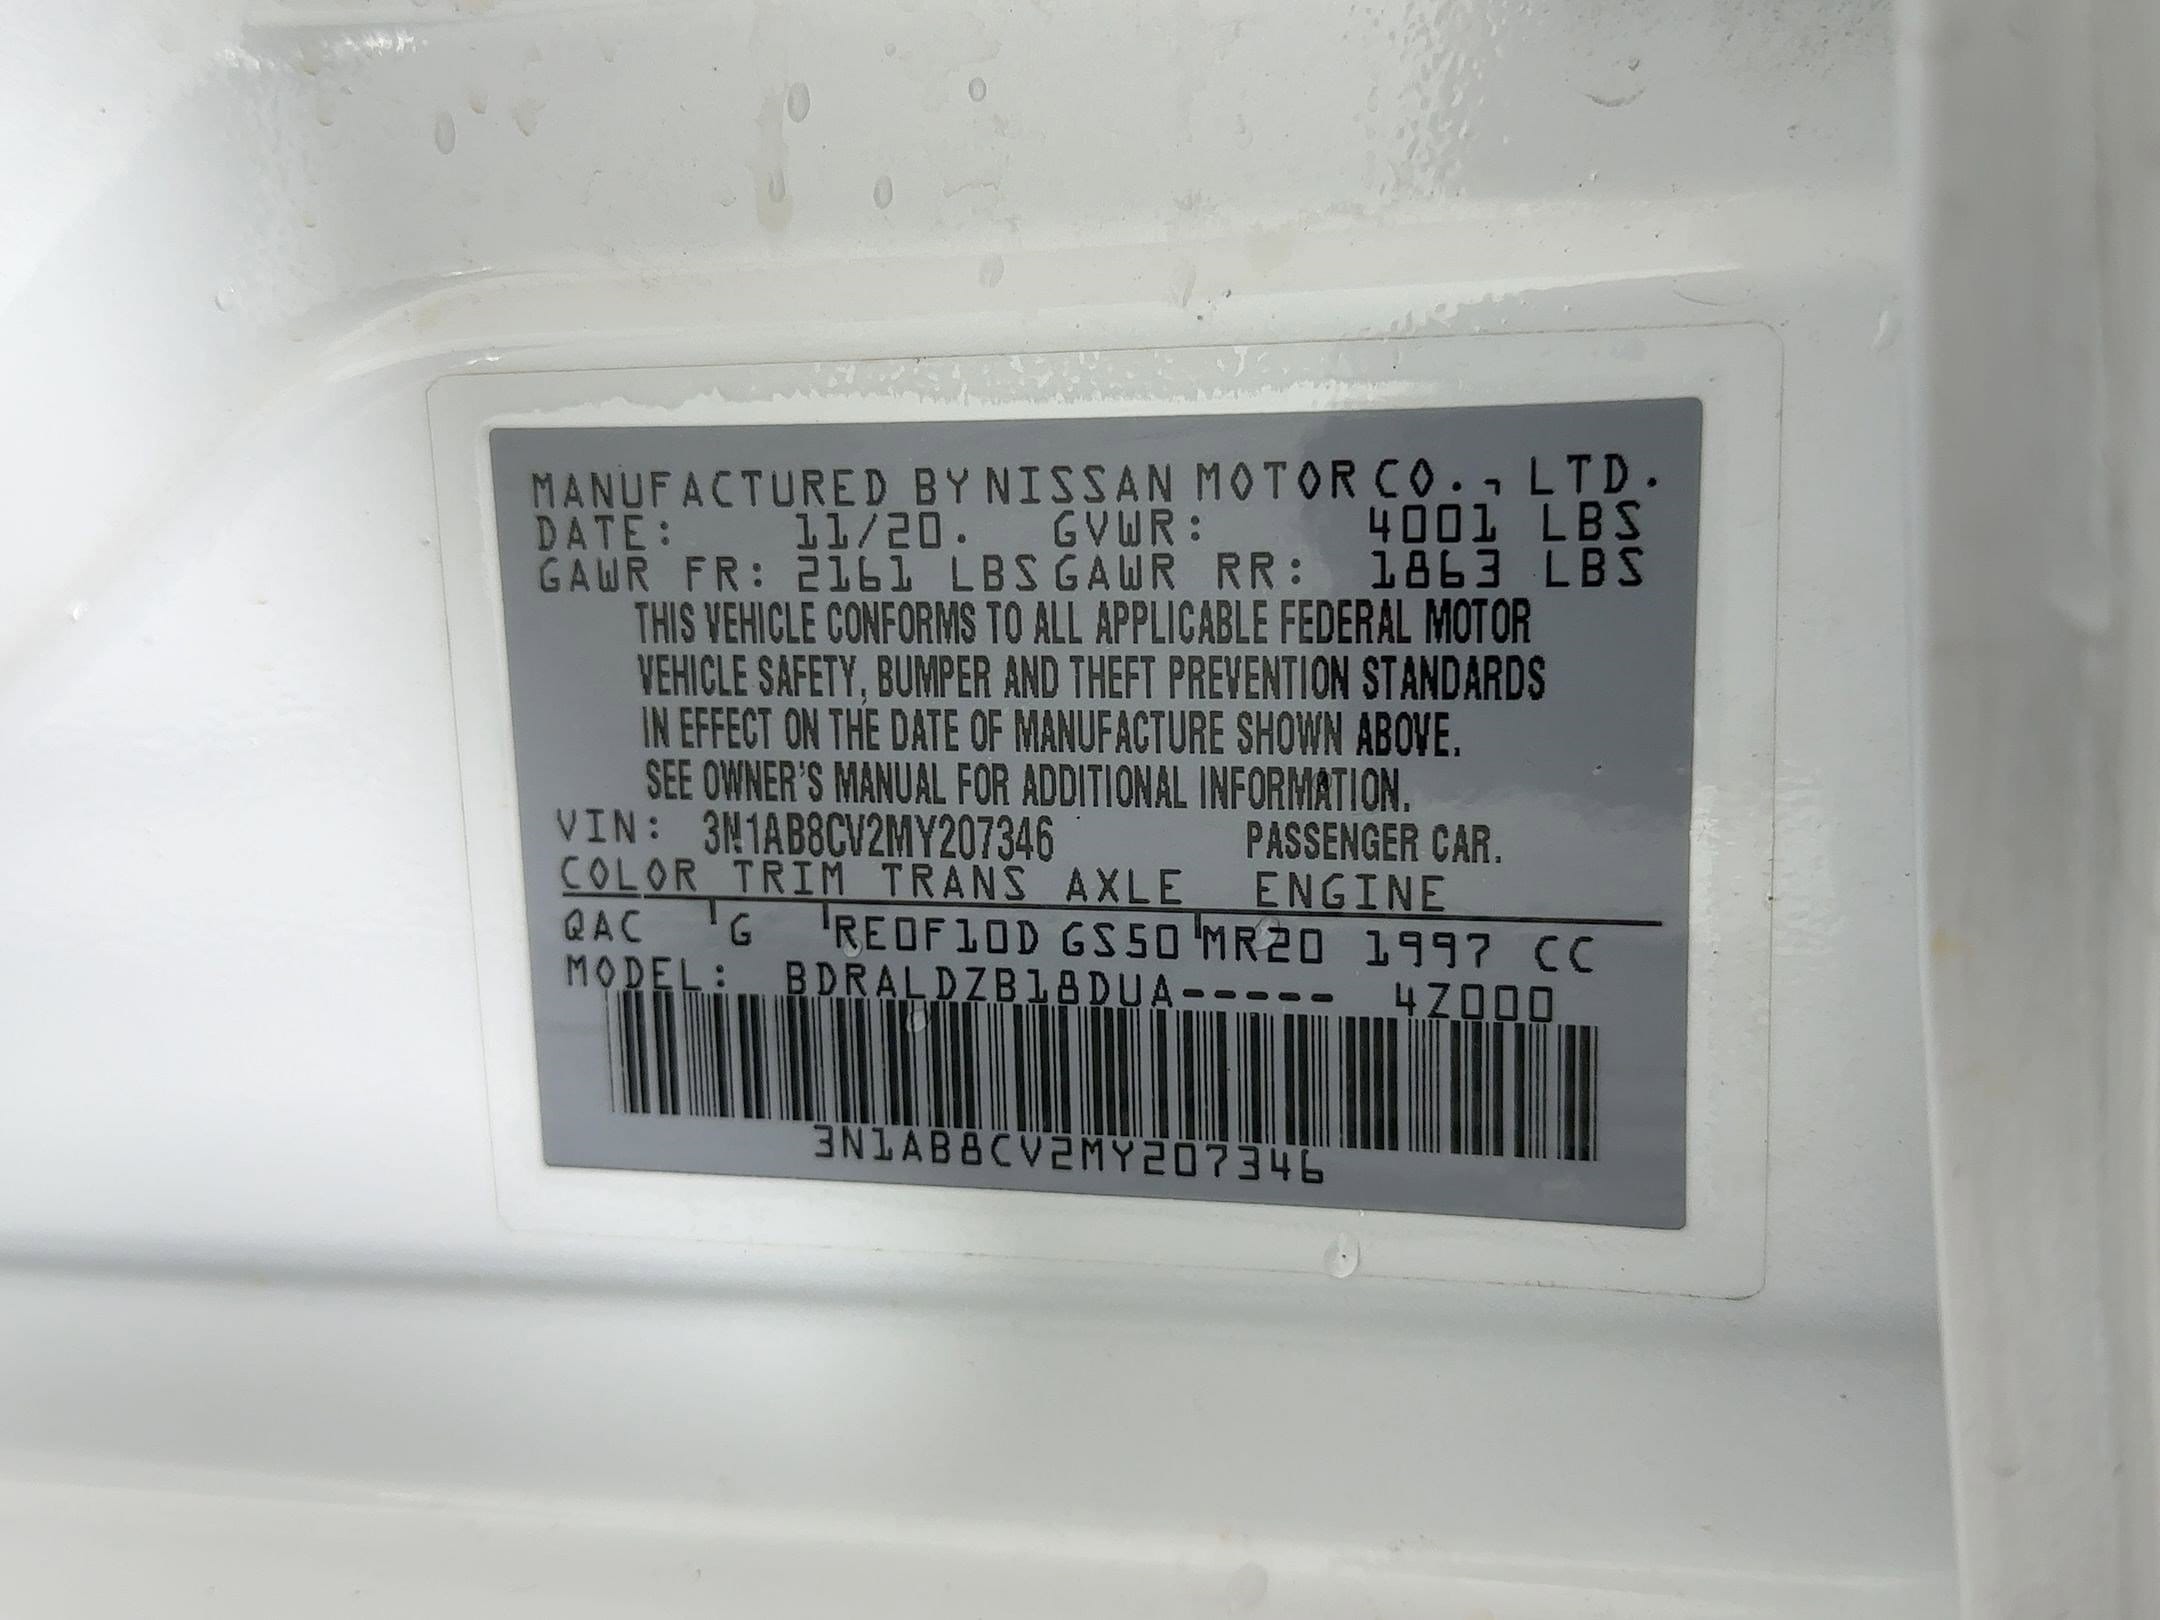 MANUFACTURED BY NISSAN MOTOR CO., LTD.
DATE: 11/20. GVWR: 4001 LBS
GAWR FR: 2161 LBS GAWR RR: 1863 LBS
THIS VEHICLE CONFORMS TO ALL APPLICABLE FEDERAL MOTOR
VEHICLE SAFETY, BUMPER AND THEFT PREVENTION STANDARDS
IN EFFECT ON THE DATE OF MANUFACTURE SHOWN ABOVE.
SEE OWNER'S MANUAL FOR ADDITIONAL INFORMATION.
VIN: 3N1AB8CV2MY207346 PASSENGER CAR.
COLOR TRIM TRANS AXLE ENGINE
QAC G RE0F10D GS50 MR20 1997 CC
MODEL: BDRALDZB18DUA----- 4Z000
3N1AB8CV2MY207346